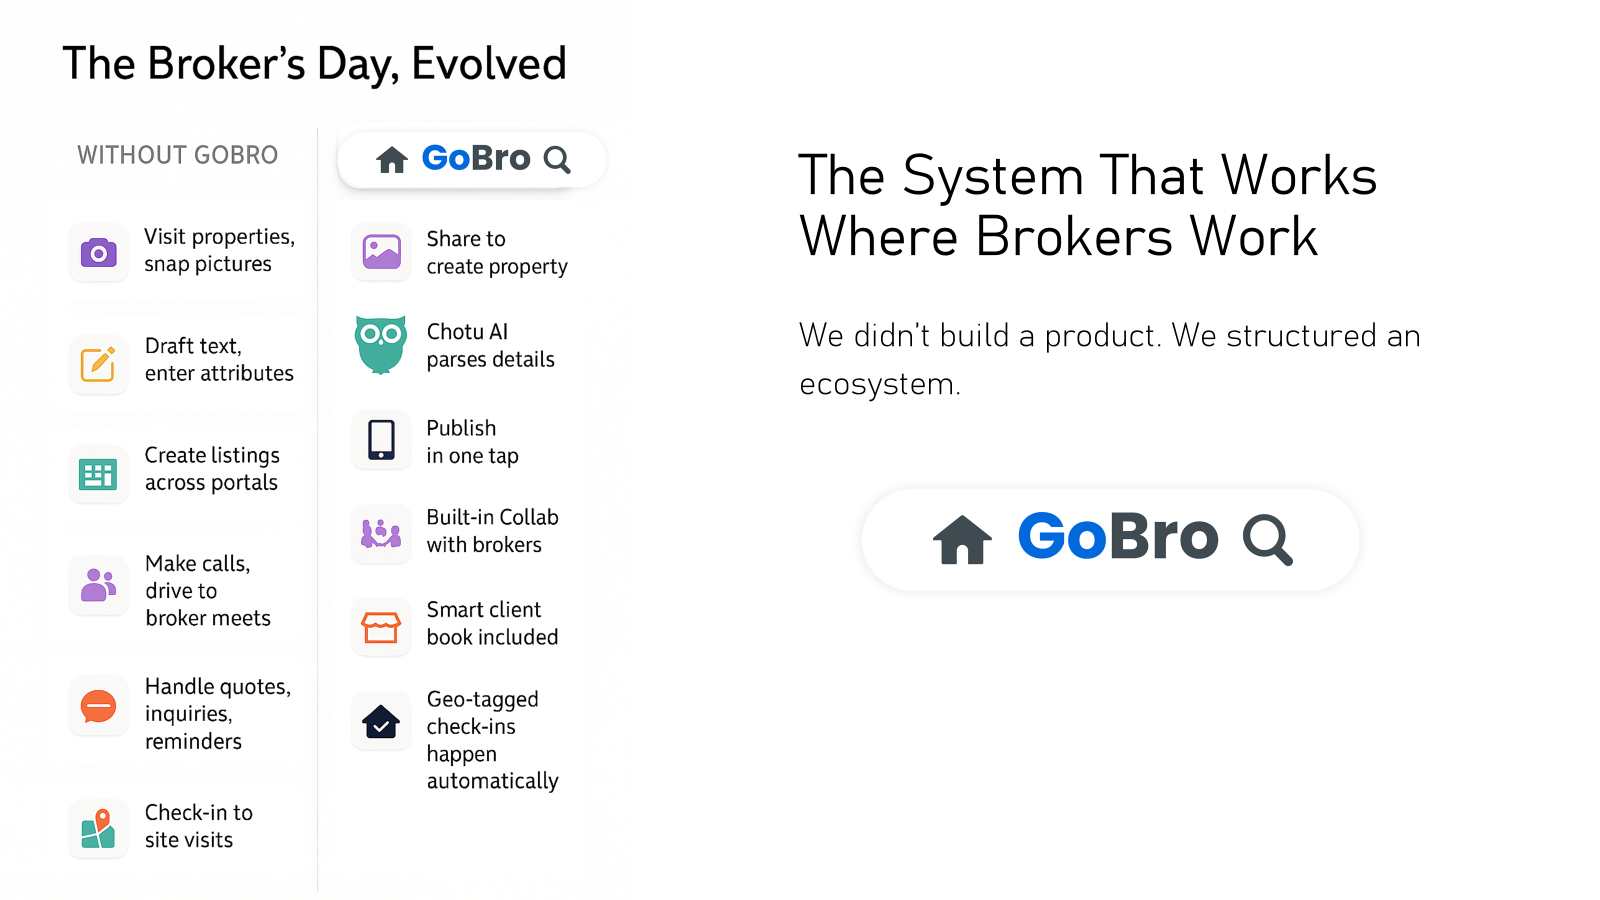 The Broker's Day, Evolved
WITHOUT GOBRO
Visit properties,
snap pictures
Draft text,
enter attributes
Create listings
across portals
Make calls,
drive to
broker meets
Handle quotes,
inquiries,
reminders
Check-in to
site visits
GoBro
Share to
create property
Chotu AI
parses details
Publish
in one tap
Built-in Collab
with brokers
Smart client
book included
Geo-tagged
check-ins
happen
automatically
The System That Works
Where Brokers Work
We didn't build a product. We structured an
ecosystem.
GoBro